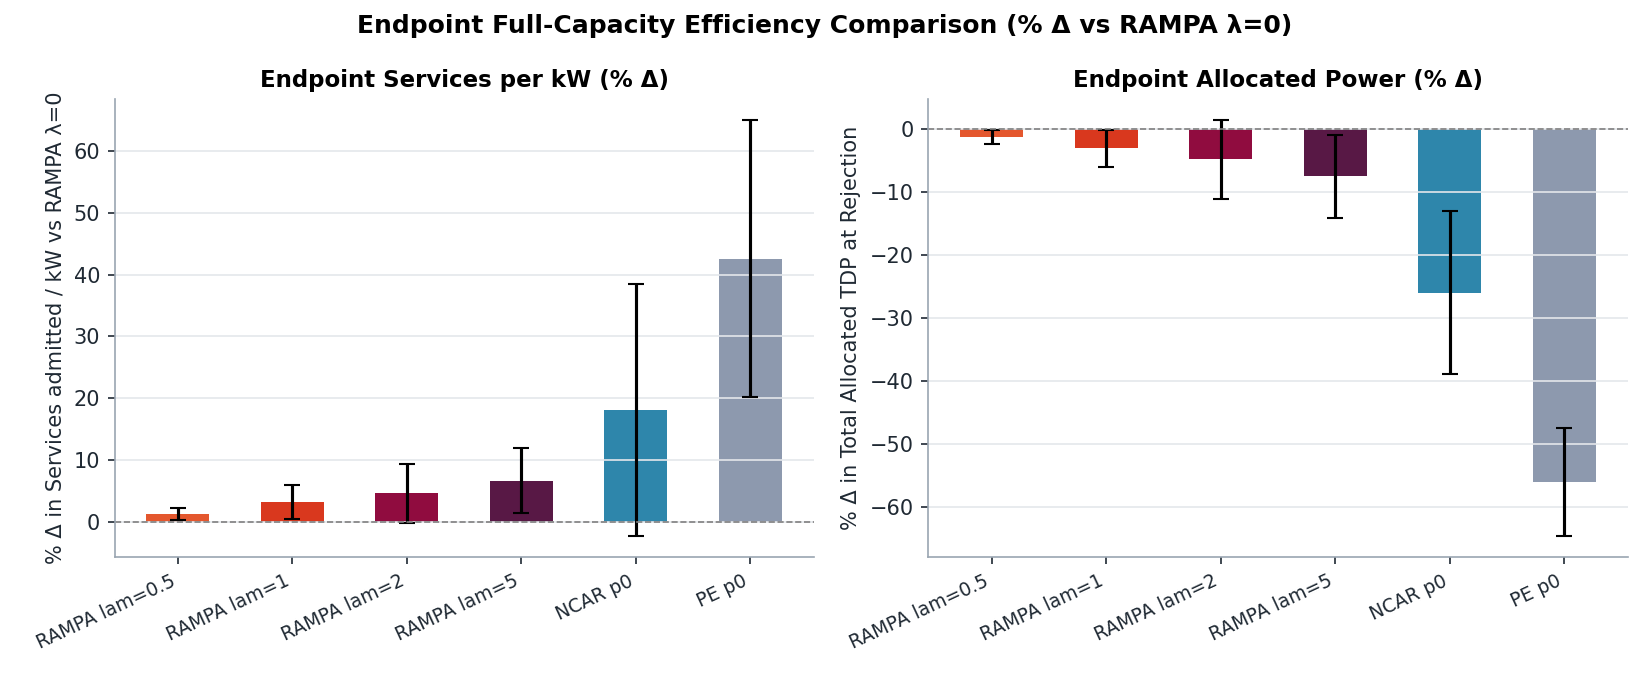 Endpoint Full-Capacity Efficiency Comparison (% Δ vs RAMPA λ=0)
Endpoint Services per kW (% Δ)
% Δ in Services admitted / kW vs RAMPA λ=0
60
50
40
30
20
10
0
RAMPA lam=0.5
RAMPA lam=1
RAMPA lam=2
RAMPA lam=5
NCAR p0
PE p0
Endpoint Allocated Power (% Δ)
% Δ in Total Allocated TDP at Rejection
0
−10
−20
−30
−40
−50
−60
RAMPA lam=0.5
RAMPA lam=1
RAMPA lam=2
RAMPA lam=5
NCAR p0
PE p0